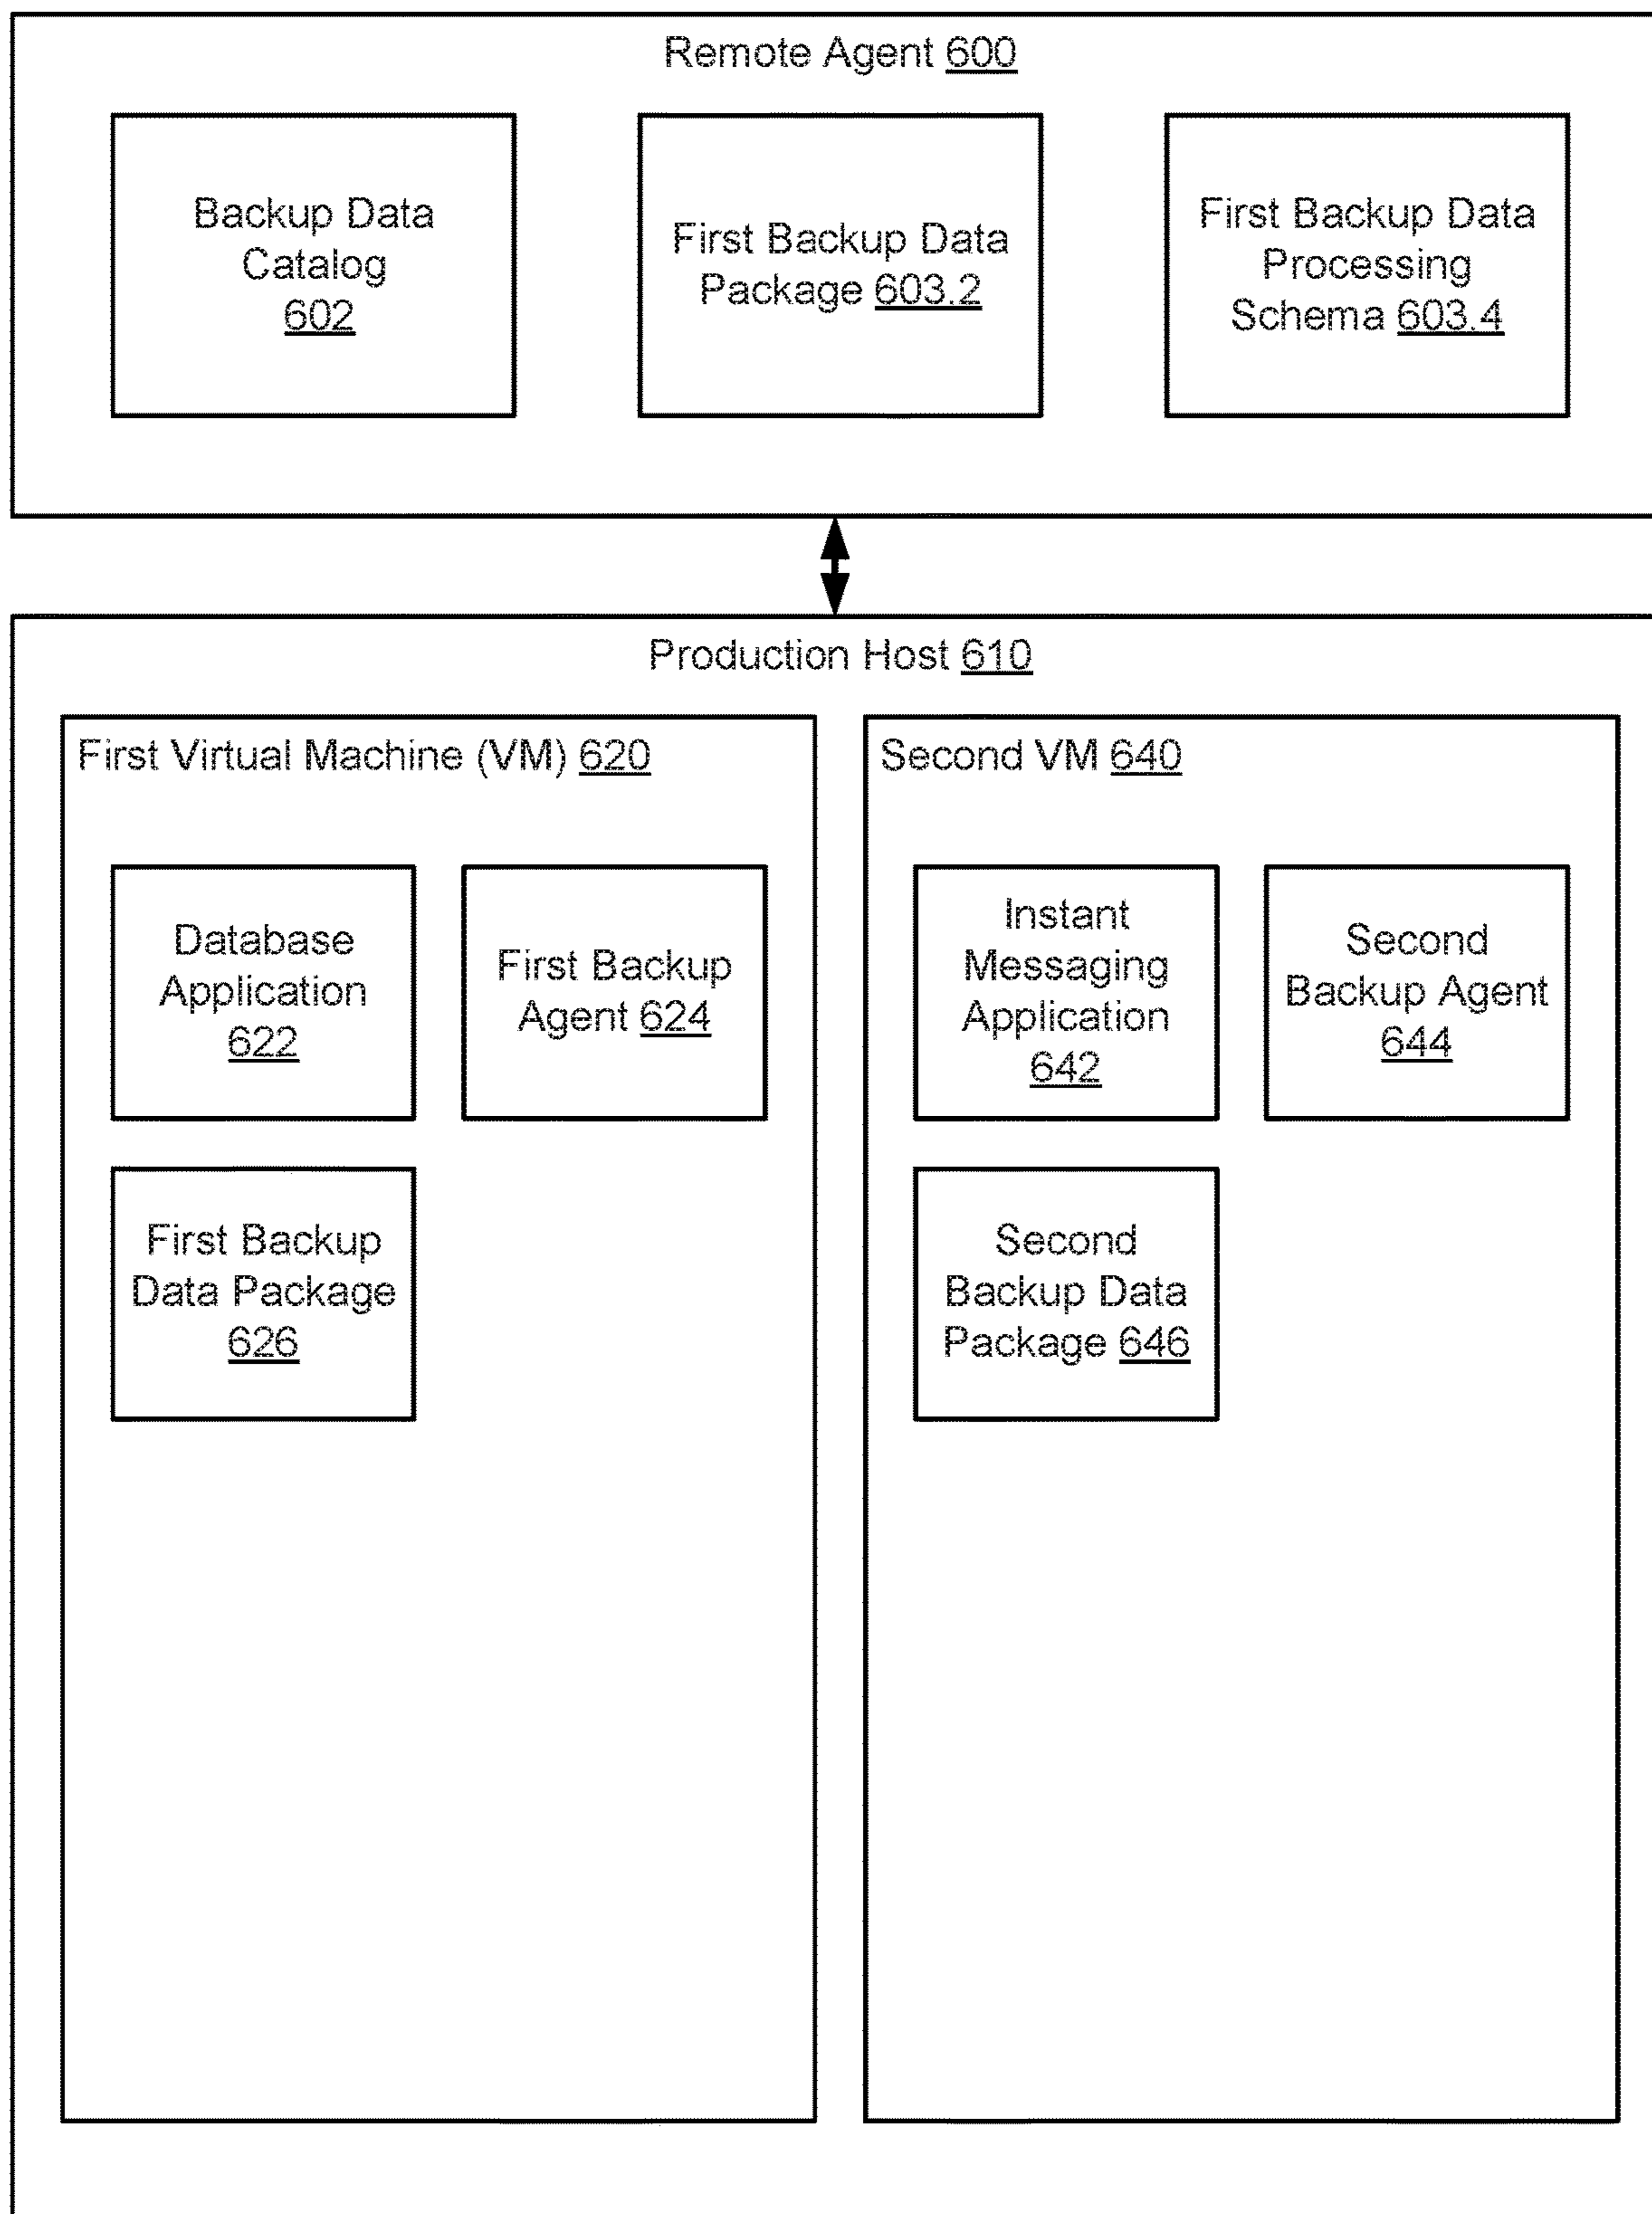 Remote Agent 600
Backup Data
Catalog
602
First Backup Data
Package 603.2
First Backup Data
Processing
Schema 603.4
Production Host 610
First Virtual Machine (VM) 620
Database
Application
622
First Backup
Agent 624
First Backup
Data Package
626
Second VM 640
Instant
Messaging
Application
642
Second
Backup Agent
644
Second
Backup Data
Package 646